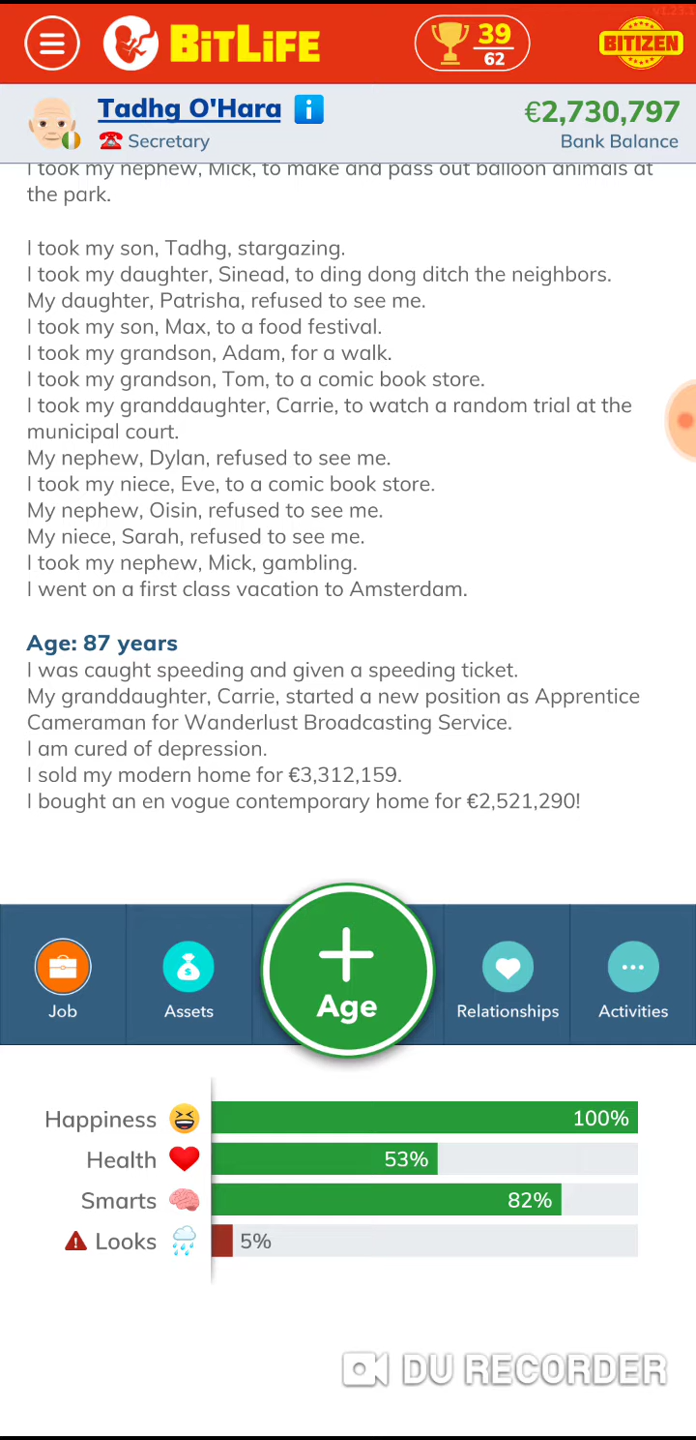 v1.23.1
BitLife
39
62
BITIZEN
Tadhg O'Hara i
€2,730,797
Secretary
Bank Balance
I took my nephew, Mick, to make and pass out balloon animals at
the park.
I took my son, Tadhg, stargazing.
I took my daughter, Sinead, to ding dong ditch the neighbors.
My daughter, Patrisha, refused to see me.
I took my son, Max, to a food festival.
I took my grandson, Adam, for a walk.
I took my grandson, Tom, to a comic book store.
I took my granddaughter, Carrie, to watch a random trial at the
municipal court.
My nephew, Dylan, refused to see me.
I took my niece, Eve, to a comic book store.
My nephew, Oisin, refused to see me.
My niece, Sarah, refused to see me.
I took my nephew, Mick, gambling.
I went on a first class vacation to Amsterdam.
Age: 87 years
I was caught speeding and given a speeding ticket.
My granddaughter, Carrie, started a new position as Apprentice
Cameraman for Wanderlust Broadcasting Service.
I am cured of depression.
I sold my modern home for €3,312,159.
I bought an en vogue contemporary home for €2,521,290!
Job
Assets
Age
Relationships
Activities
Happiness 100%
Health 53%
Smarts 82%
Looks 5%
DU RECORDER